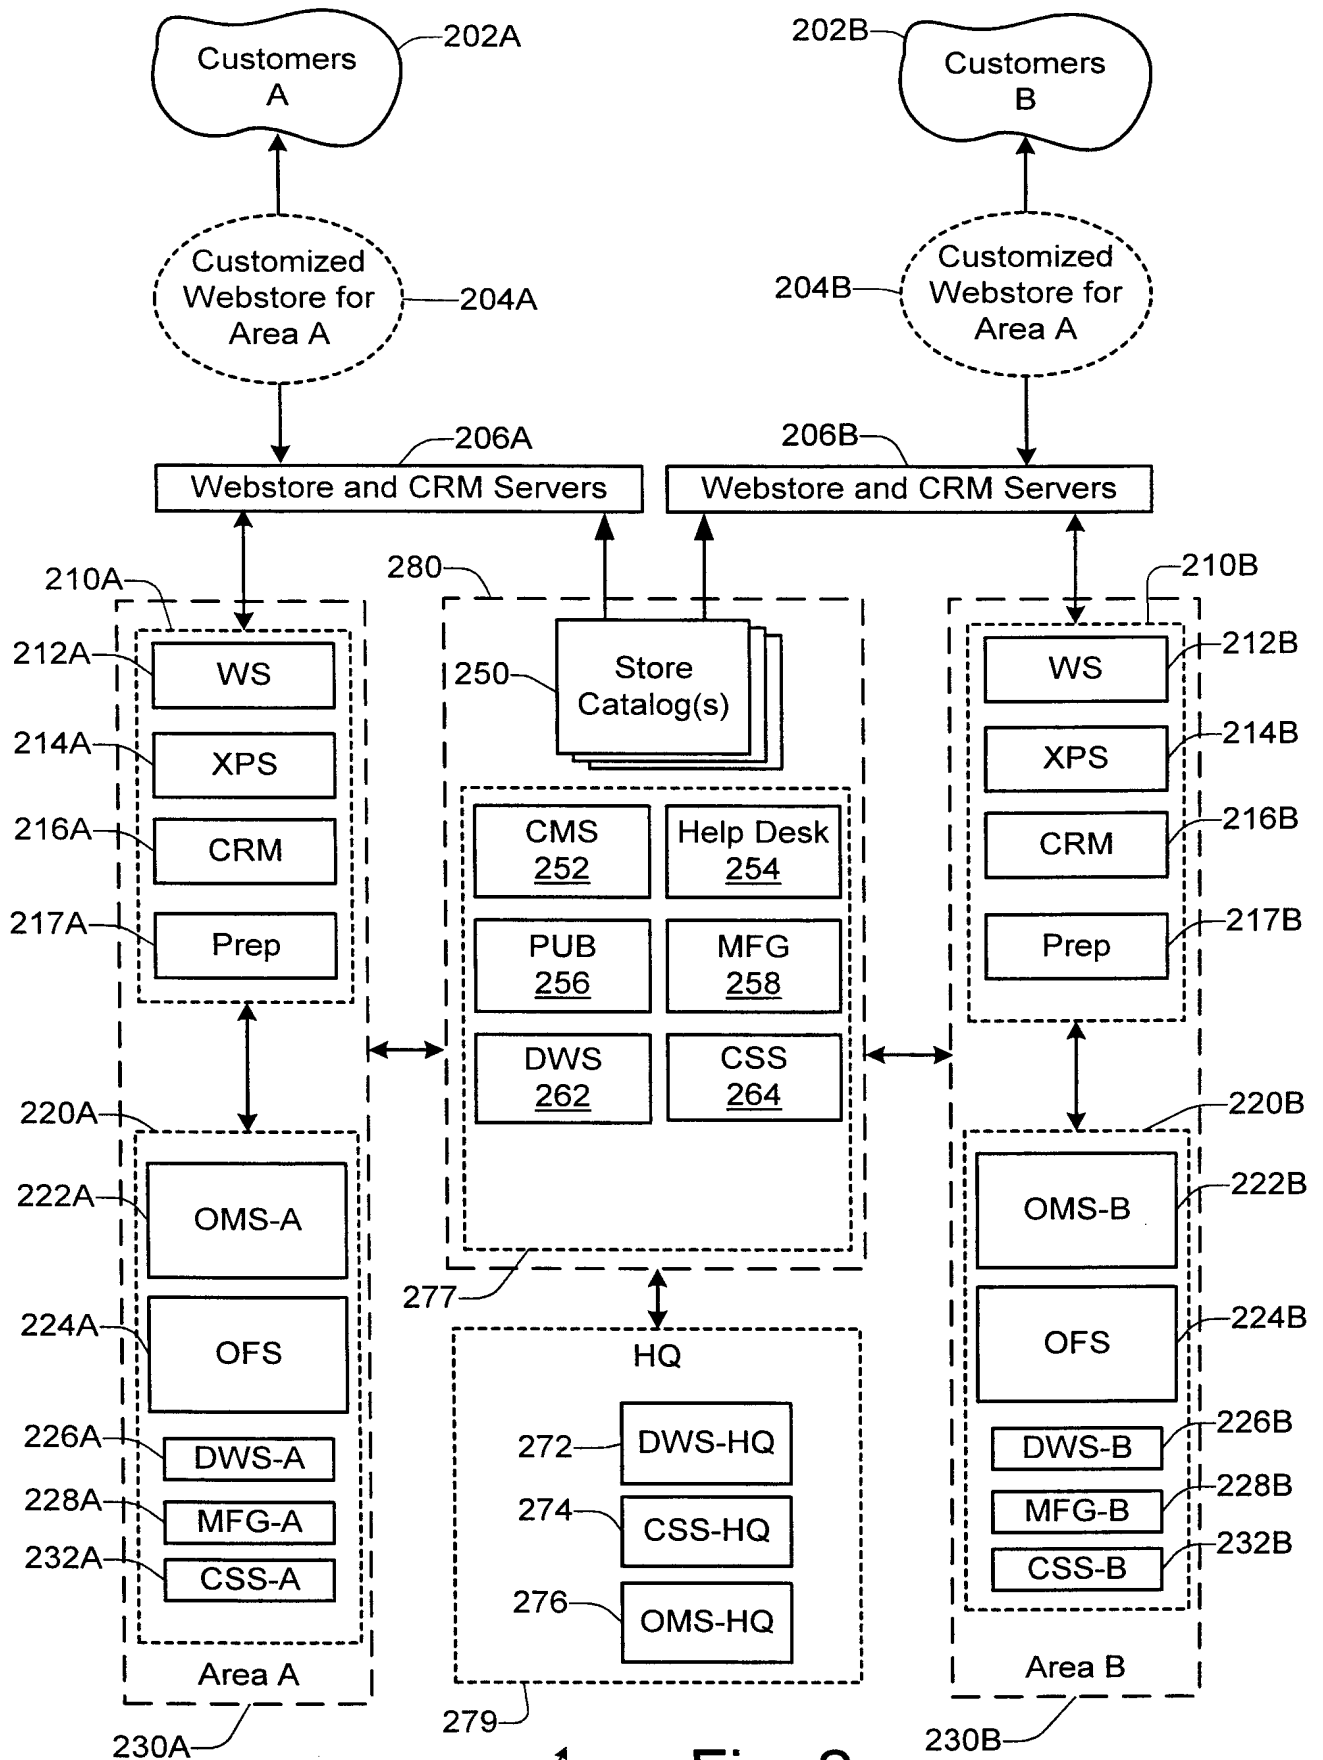 202A
Customers
A
202B
Customers
B
Customized
Webstore for
Area A
204A
204B
Customized
Webstore for
Area A
206A
206B
Webstore and CRM Servers
Webstore and CRM Servers
210A
280
210B
212A
WS
250
Store
Catalog(s)
WS
212B
214A
XPS
XPS
214B
216A
CRM
CMS
252
Help Desk
254
CRM
216B
217A
Prep
PUB
256
MFG
258
Prep
217B
DWS
262
CSS
264
220A
220B
222A
OMS-A
OMS-B
222B
277
224A
OFS
HQ
OFS
224B
226A
DWS-A
272
DWS-HQ
DWS-B
226B
228A
MFG-A
274
CSS-HQ
MFG-B
228B
232A
CSS-A
276
OMS-HQ
CSS-B
232B
Area A
Area B
230A
279
230B